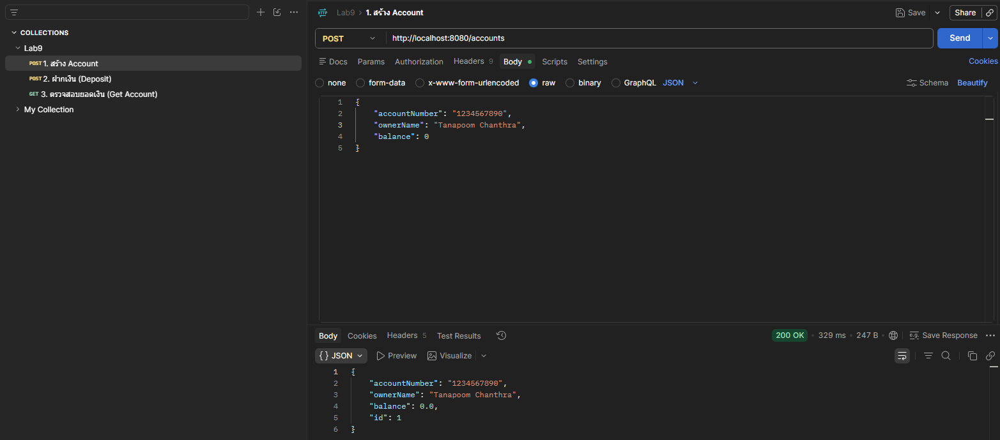 COLLECTIONS
Lab9
POST 1. สร้าง Account
POST 2. ฝากเงิน (Deposit)
GET 3. ตรวจสอบยอดเงิน (Get Account)
My Collection
HTTP Lab9 > 1. สร้าง Account Save Share
POST http://localhost:8080/accounts Send
Docs Params Authorization Headers 9 Body Scripts Settings Cookies
none form-data x-www-form-urlencoded raw binary GraphQL JSON Schema Beautify
1 {
2 "accountNumber": "1234567890",
3 "ownerName": "Tanapoom Chanthra",
4 "balance": 0
5 }
Body Cookies Headers 5 Test Results 200 OK • 329 ms • 247 B • e.g. Save Response
{} JSON Preview Visualize
1 {
2 "accountNumber": "1234567890",
3 "ownerName": "Tanapoom Chanthra",
4 "balance": 0.0,
5 "id": 1
6 }